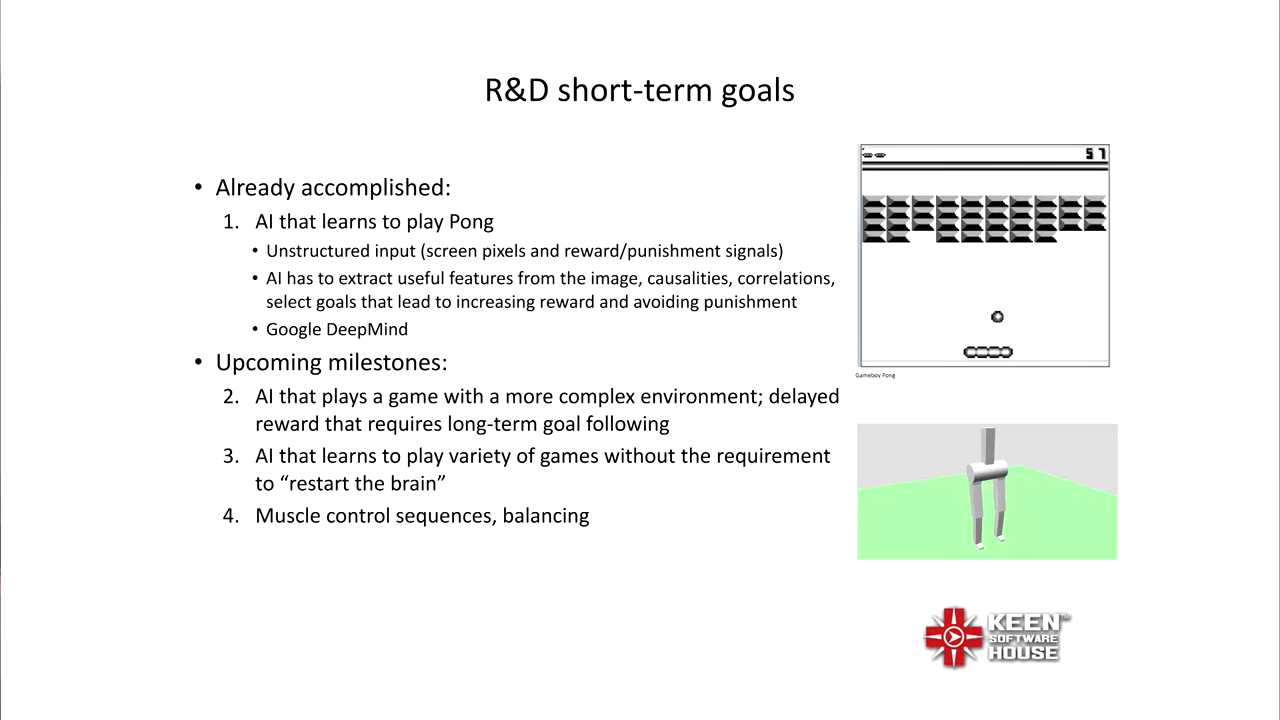 R&D short-term goals
• Already accomplished:
1. AI that learns to play Pong
• Unstructured input (screen pixels and reward/punishment signals)
• AI has to extract useful features from the image, causalities, correlations,
select goals that lead to increasing reward and avoiding punishment
• Google DeepMind
• Upcoming milestones:
2. AI that plays a game with a more complex environment; delayed
reward that requires long-term goal following
3. AI that learns to play variety of games without the requirement
to “restart the brain”
4. Muscle control sequences, balancing
57
Gameboy Pong
KEEN™
SOFTWARE
HOUSE